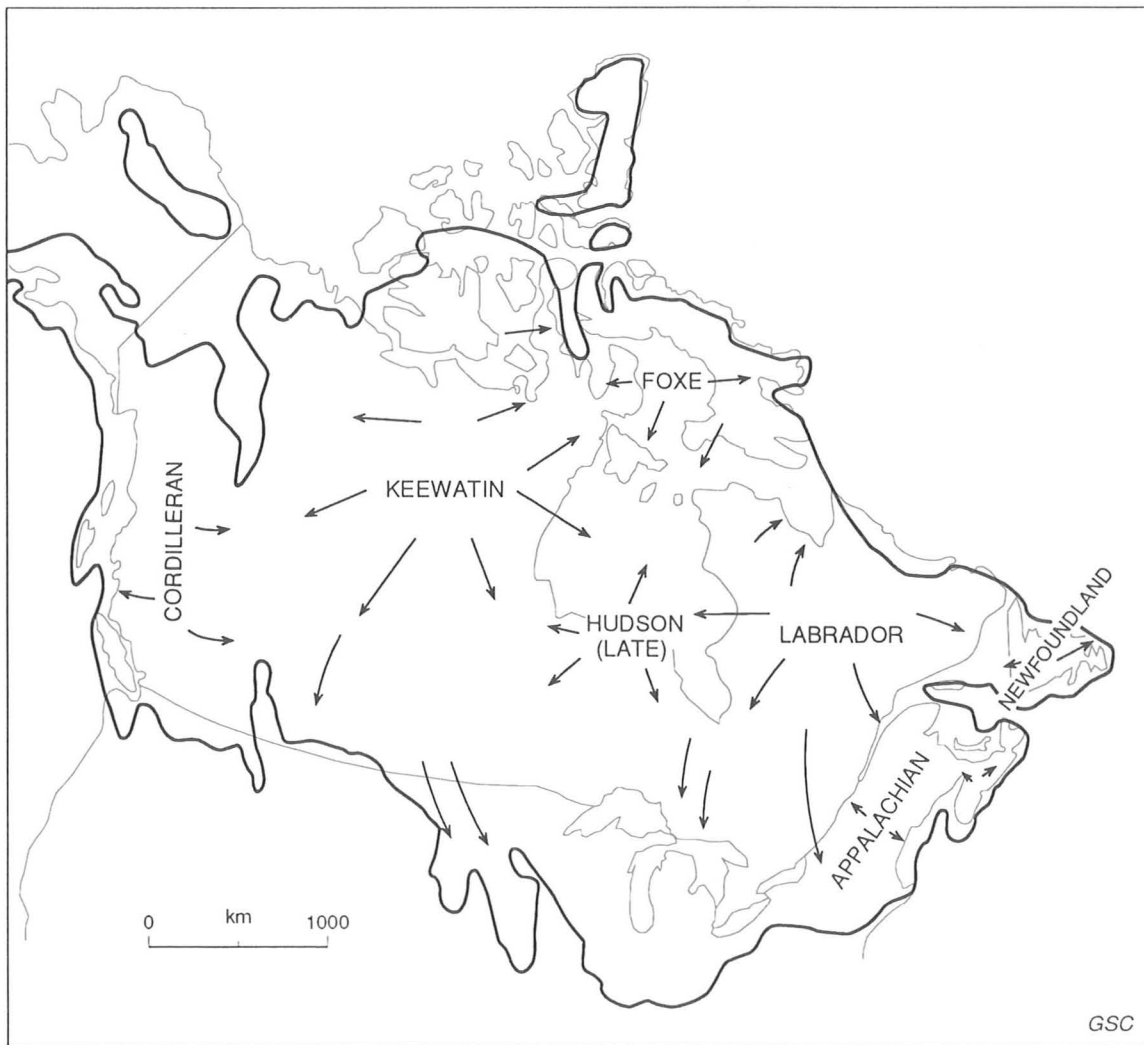 FOXE
KEEWATIN
CORDILLERAN
HUDSON
(LATE)
LABRADOR
NEWFOUNDLAND
APPALACHIAN
0 km 1000
GSC